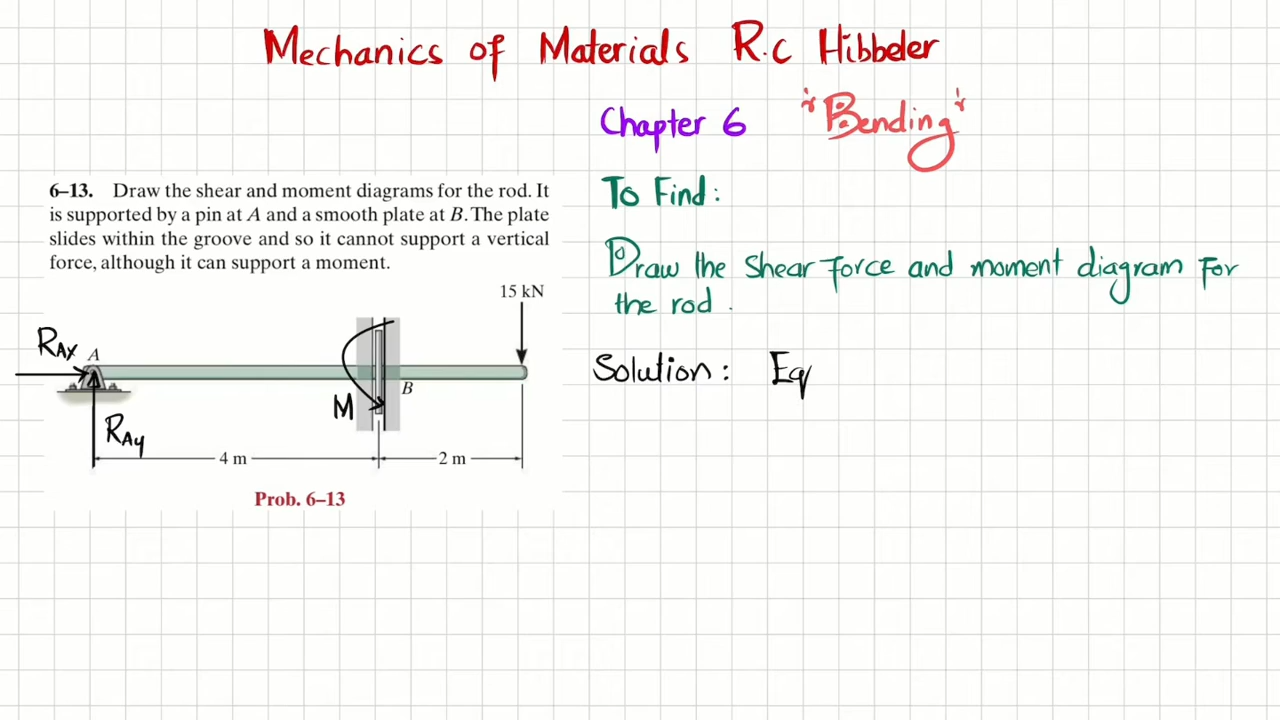 Mechanics of Materials R.c Hibbeler
Chapter 6 "Bending"
6–13. Draw the shear and moment diagrams for the rod. It
is supported by a pin at A and a smooth plate at B. The plate
slides within the groove and so it cannot support a vertical
force, although it can support a moment.
15 kN
RAx A
B
M
RAy
4 m
2 m
Prob. 6–13
To Find:
Draw the shear force and moment diagram for
the rod.
Solution: Eq